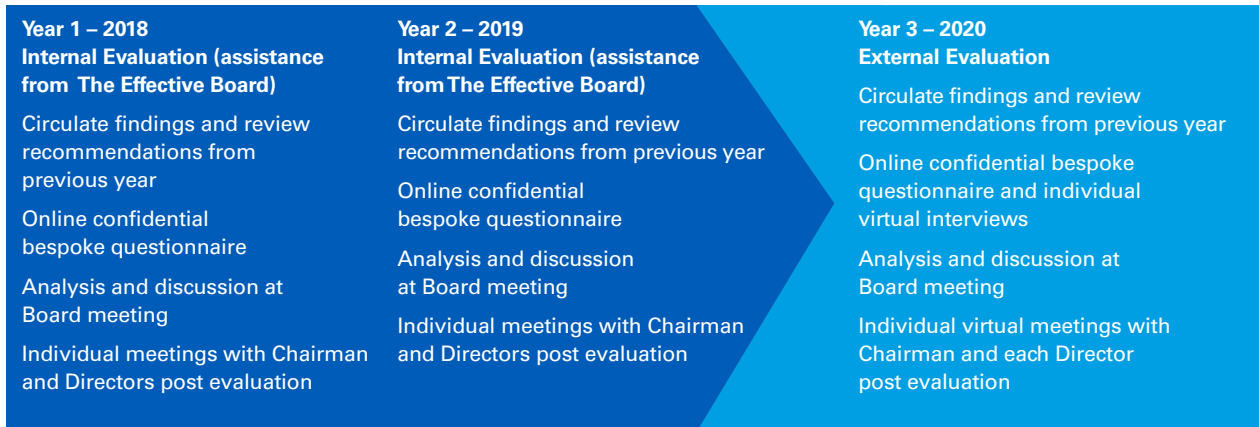 Year 1 – 2018
Internal Evaluation (assistance
from The Effective Board)
Circulate findings and review
recommendations from
previous year
Online confidential
bespoke questionnaire
Analysis and discussion at
Board meeting
Individual meetings with Chairman
and Directors post evaluation
Year 2 – 2019
Internal Evaluation (assistance
from The Effective Board)
Circulate findings and review
recommendations from previous year
Online confidential
bespoke questionnaire
Analysis and discussion
at Board meeting
Individual meetings with Chairman
and Directors post evaluation
Year 3 – 2020
External Evaluation
Circulate findings and review
recommendations from previous year
Online confidential bespoke
questionnaire and individual
virtual interviews
Analysis and discussion at
Board meeting
Individual virtual meetings with
Chairman and each Director
post evaluation